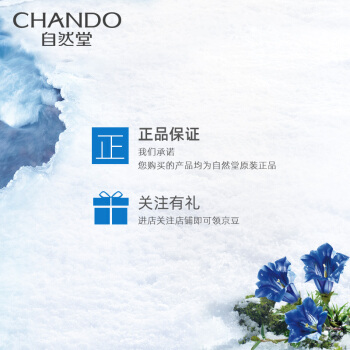 CHANDO
自然堂
正 正品保证
我们承诺
您购买的产品均为自然堂原装正品
关注有礼
进店关注店铺即可领京豆